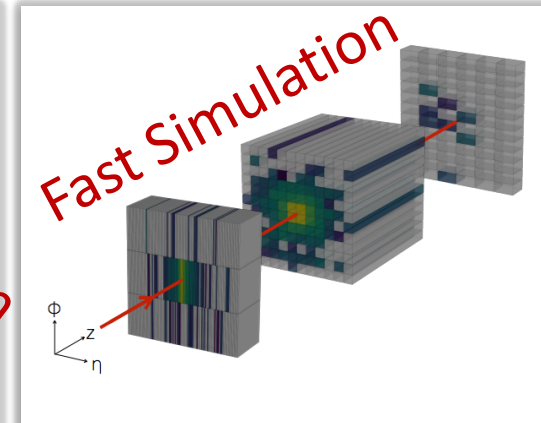 Fast Simulation
Φ
z
η